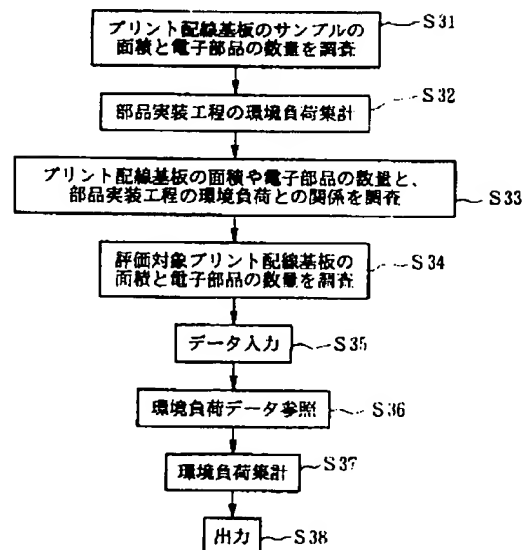 プリント配線基板のサンプルの
面積と電子部品の数量を調査
S31
部品実装工程の環境負荷集計
S32
プリント配線基板の面積や電子部品の数量と、
部品実装工程の環境負荷との関係を調査
S33
評価対象プリント配線基板の
面積と電子部品の数量を調査
S34
データ入力
S35
環境負荷データ参照
S36
環境負荷集計
S37
出力
S38